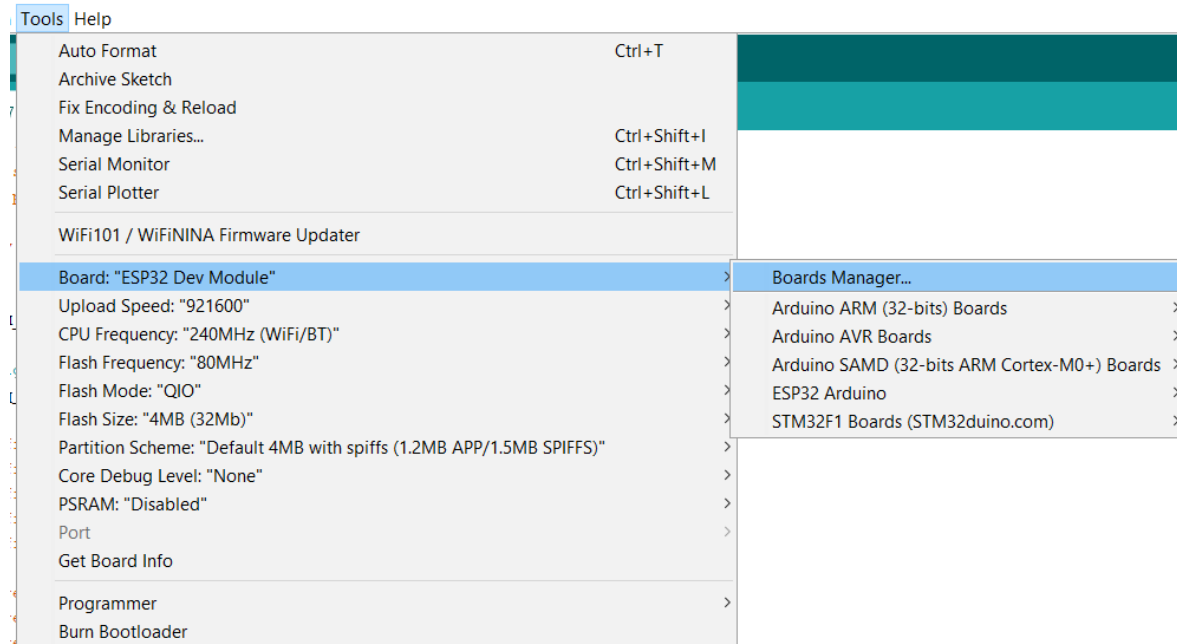 Tools Help
Auto Format Ctrl+T
Archive Sketch
Fix Encoding & Reload
Manage Libraries... Ctrl+Shift+I
Serial Monitor Ctrl+Shift+M
Serial Plotter Ctrl+Shift+L
WiFi101 / WiFiNINA Firmware Updater
Board: "ESP32 Dev Module"
Upload Speed: "921600"
CPU Frequency: "240MHz (WiFi/BT)"
Flash Frequency: "80MHz"
Flash Mode: "QIO"
Flash Size: "4MB (32Mb)"
Partition Scheme: "Default 4MB with spiffs (1.2MB APP/1.5MB SPIFFS)"
Core Debug Level: "None"
PSRAM: "Disabled"
Port
Get Board Info
Programmer
Burn Bootloader
Boards Manager...
Arduino ARM (32-bits) Boards
Arduino AVR Boards
Arduino SAMD (32-bits ARM Cortex-M0+) Boards
ESP32 Arduino
STM32F1 Boards (STM32duino.com)